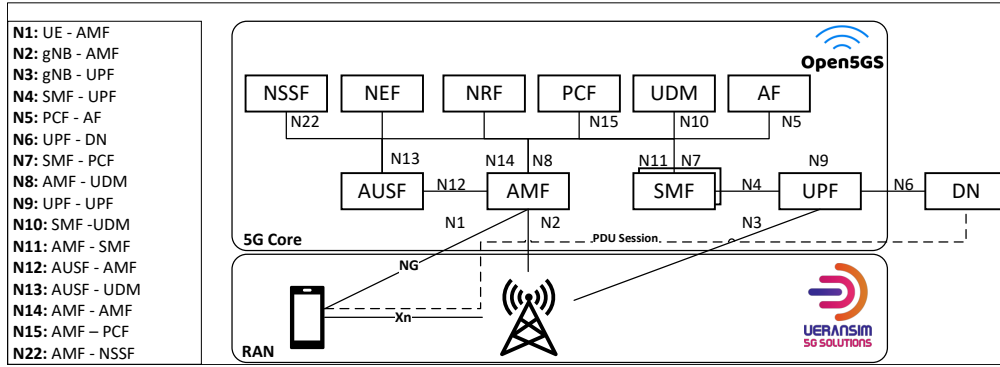 N1: UE - AMF
N2: gNB - AMF
N3: gNB - UPF
N4: SMF - UPF
N5: PCF - AF
N6: UPF - DN
N7: SMF - PCF
N8: AMF - UDM
N9: UPF - UPF
N10: SMF -UDM
N11: AMF - SMF
N12: AUSF - AMF
N13: AUSF - UDM
N14: AMF - AMF
N15: AMF – PCF
N22: AMF - NSSF
Open5GS
NSSF NEF NRF PCF UDM AF
N22 N15 N10 N5
N13 N14 N8 N11 N7 N9
AUSF N12 AMF SMF N4 UPF N6 DN
N1 N2 N3
5G Core PDU Session
NG
Xn
RAN
UERANSIM
5G SOLUTIONS